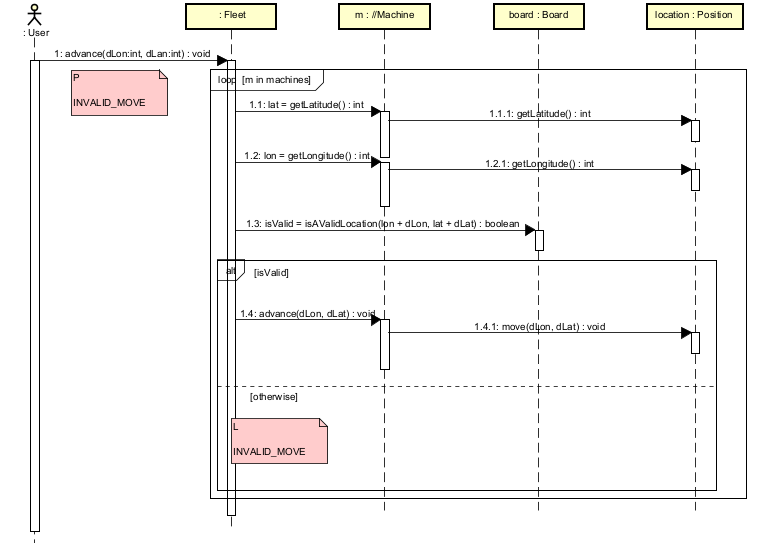 : User
: Fleet
m : //Machine
board : Board
location : Position
1: advance(dLon:int, dLan:int) : void
P
INVALID_MOVE
loop [m in machines]
1.1: lat = getLatitude() : int
1.1.1: getLatitude() : int
1.2: lon = getLongitude() : int
1.2.1: getLongitude() : int
1.3: isValid = isAValidLocation(lon + dLon, lat + dLat) : boolean
alt [isValid]
1.4: advance(dLon, dLat) : void
1.4.1: move(dLon, dLat) : void
[otherwise]
L
INVALID_MOVE